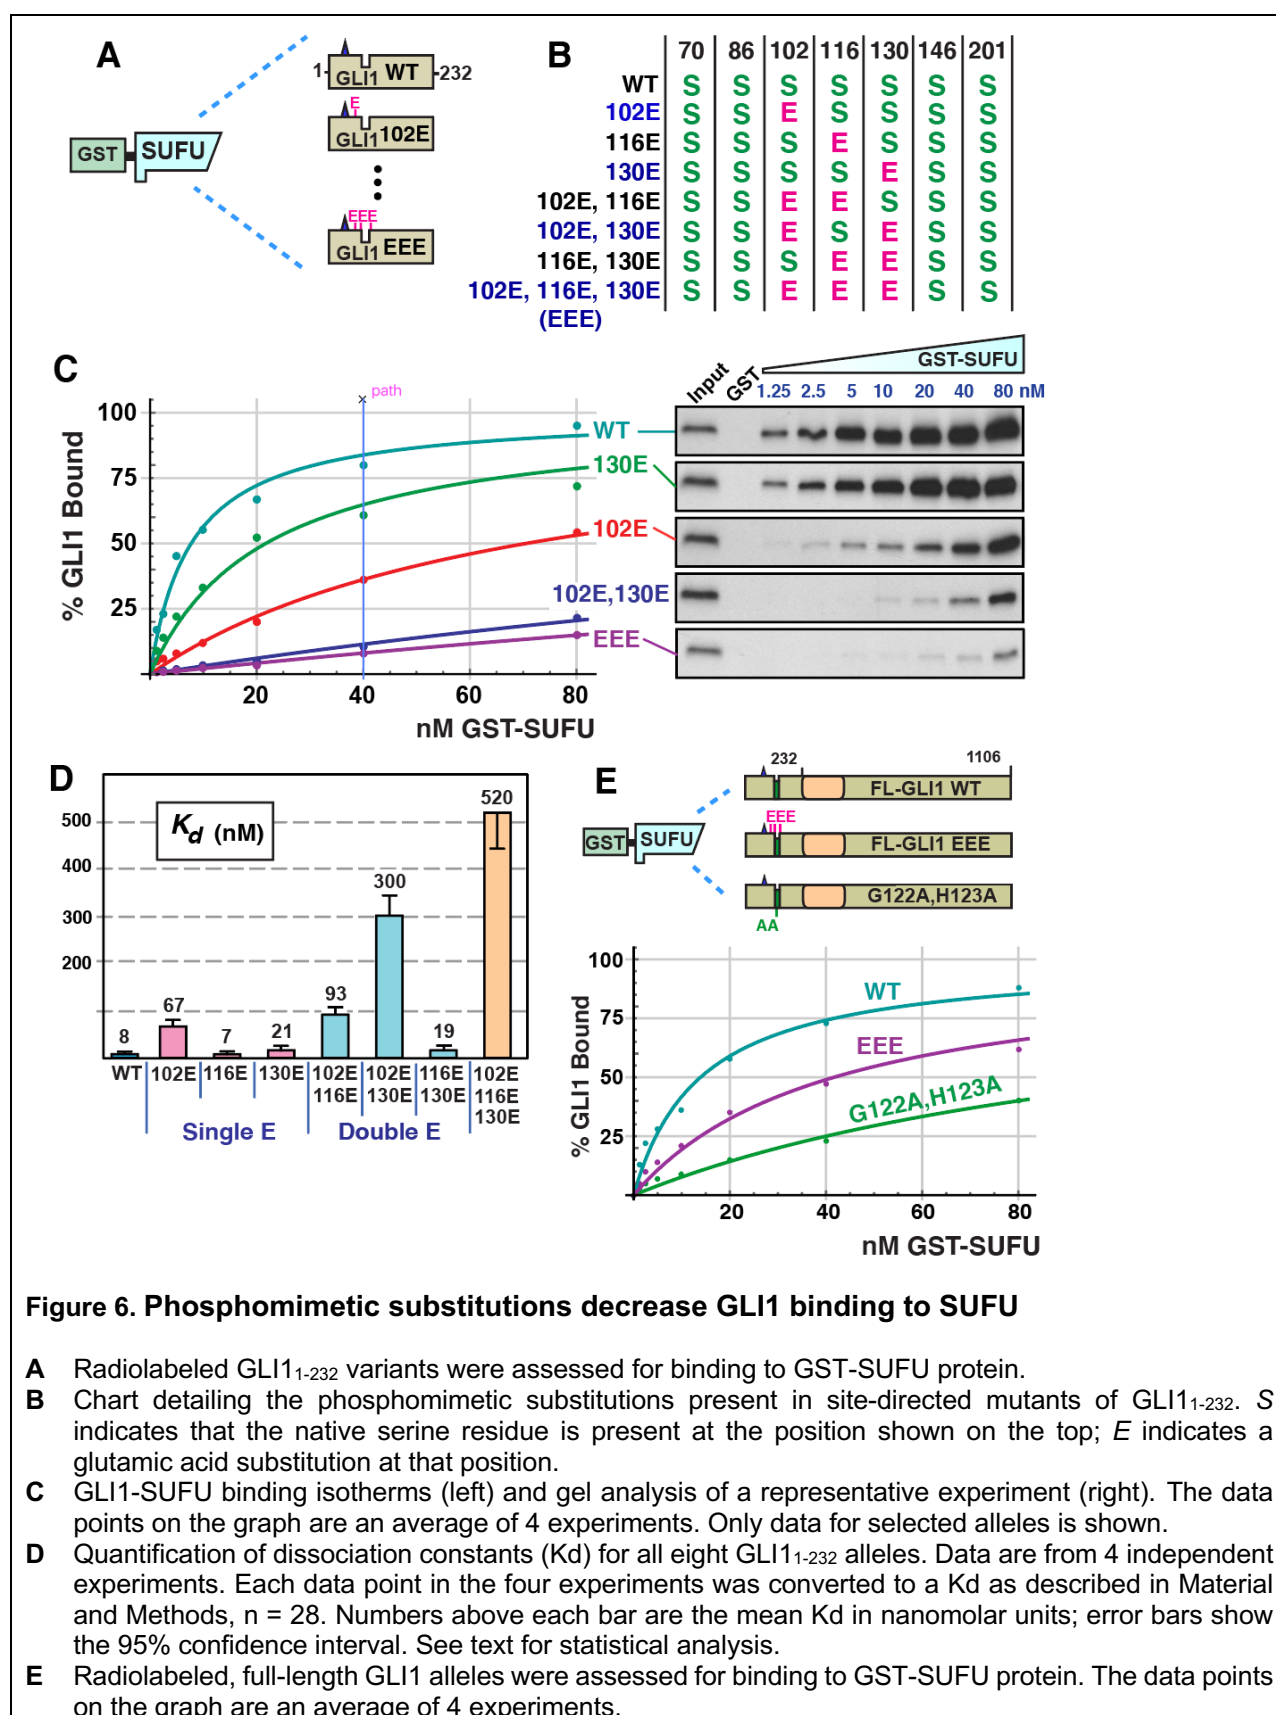 A
1- GLI1 WT -232
E
GLI1 102E
GST SUFU
EEE
GLI1 EEE
B
70 86 102 116 130 146 201
WT S S S S S S S
102E S S E S S S S
116E S S S E S S S
130E S S S S E S S
102E, 116E S S E E S S S
102E, 130E S S E S E S S
116E, 130E S S S E E S S
102E, 116E, 130E S S E E E S S
(EEE)
C
path
100
75
50
25
20 40 60 80
% GLI1 Bound
nM GST-SUFU
WT
130E
102E
102E,130E
EEE
GST-SUFU
Input GST 1.25 2.5 5 10 20 40 80 nM
D
Kd (nM)
500
400
300
200
8 67 7 21 93 300 19 520
WT 102E 116E 130E 102E 102E 116E 102E
116E 130E 130E 116E
130E
Single E Double E
E
232 1106
FL-GLI1 WT
EEE
GST SUFU
FL-GLI1 EEE
G122A,H123A
AA
100
75
50
25
% GLI1 Bound
WT
EEE
G122A,H123A
20 40 60 80
nM GST-SUFU
Figure 6. Phosphomimetic substitutions decrease GLI1 binding to SUFU
A Radiolabeled GLI1₁₋₂₃₂ variants were assessed for binding to GST-SUFU protein.
B Chart detailing the phosphomimetic substitutions present in site-directed mutants of GLI1₁₋₂₃₂. S
indicates that the native serine residue is present at the position shown on the top; E indicates a
glutamic acid substitution at that position.
C GLI1-SUFU binding isotherms (left) and gel analysis of a representative experiment (right). The data
points on the graph are an average of 4 experiments. Only data for selected alleles is shown.
D Quantification of dissociation constants (Kd) for all eight GLI1₁₋₂₃₂ alleles. Data are from 4 independent
experiments. Each data point in the four experiments was converted to a Kd as described in Material
and Methods, n = 28. Numbers above each bar are the mean Kd in nanomolar units; error bars show
the 95% confidence interval. See text for statistical analysis.
E Radiolabeled, full-length GLI1 alleles were assessed for binding to GST-SUFU protein. The data points
on the graph are an average of 4 experiments.